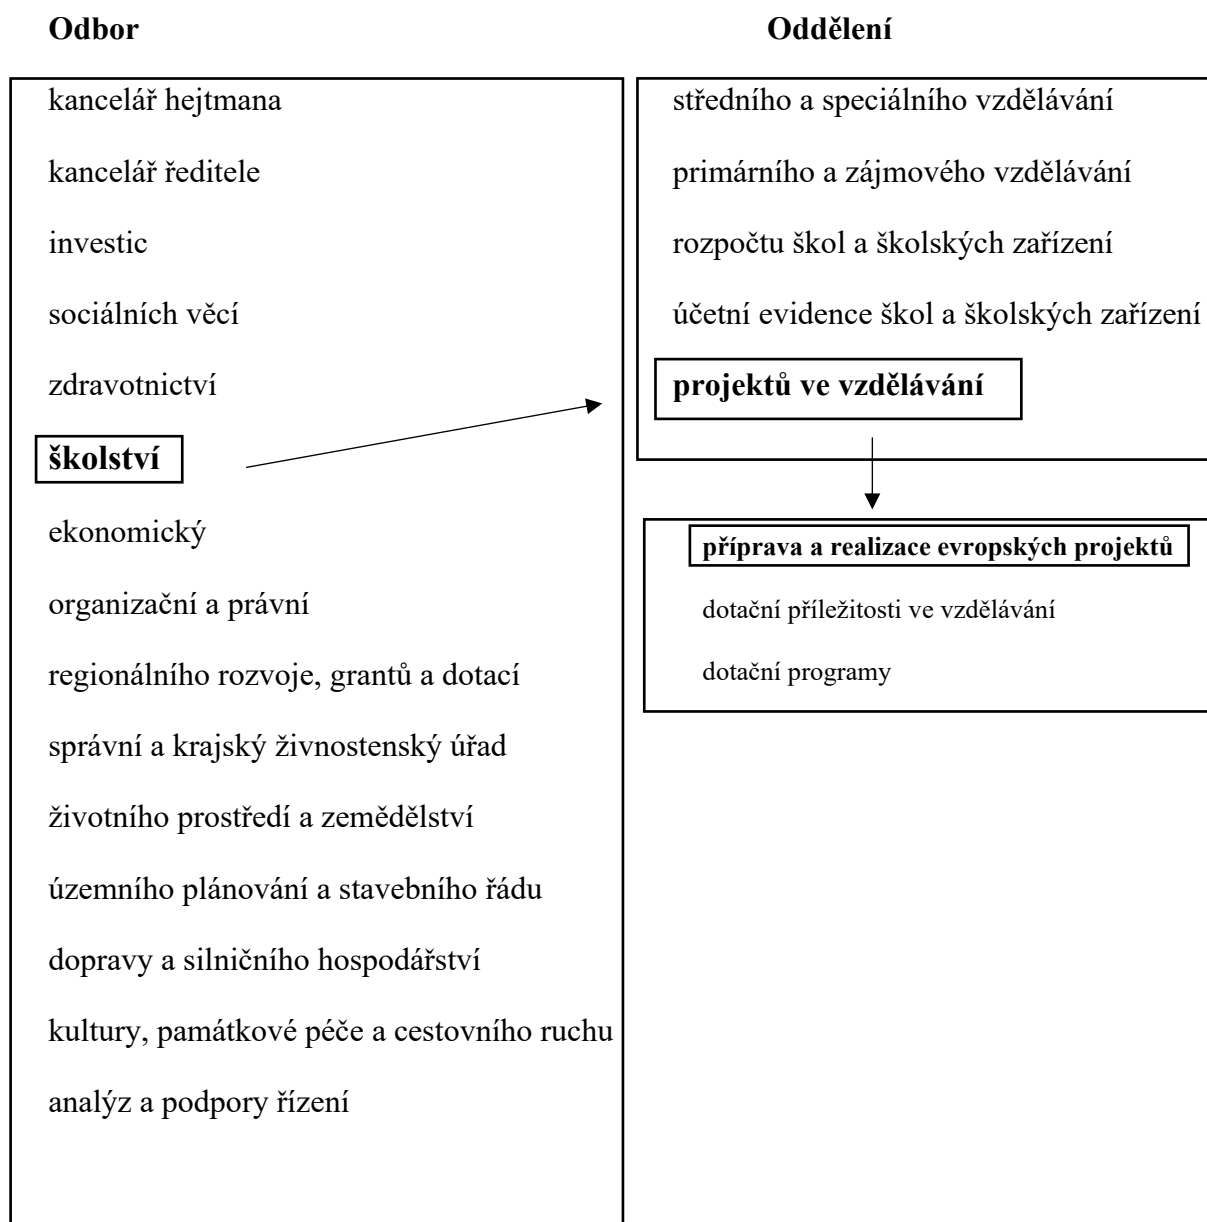 Odbor
Oddělení
kancelář hejtmana
kancelář ředitele
investic
sociálních věcí
zdravotnictví
školství
ekonomický
organizační a právní
regionálního rozvoje, grantů a dotací
správní a krajský živnostenský úřad
životního prostředí a zemědělství
územního plánování a stavebního řádu
dopravy a silničního hospodářství
kultury, památkové péče a cestovního ruchu
analýz a podpory řízení
středního a speciálního vzdělávání
primárního a zájmového vzdělávání
rozpočtu škol a školských zařízení
účetní evidence škol a školských zařízení
projektů ve vzdělávání
příprava a realizace evropských projektů
dotační příležitosti ve vzdělávání
dotační programy